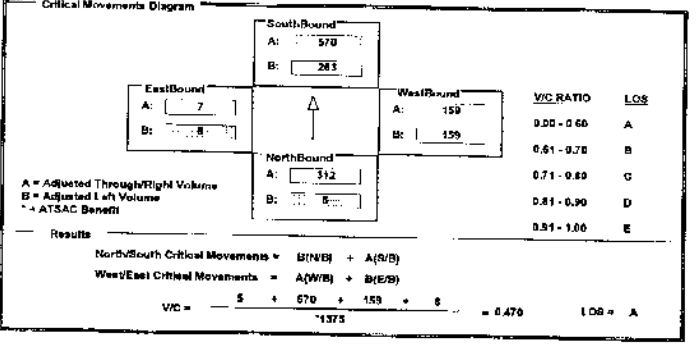 Critical Movements Diagram
SouthBound
A: 570
B: 263
EastBound
A: 7
B: 8
WestBound
A: 159
B: 159
NorthBound
A: 312
B: 5
V/C RATIO LOS
0.00 - 0.60 A
0.61 - 0.70 B
0.71 - 0.80 C
0.81 - 0.90 D
0.91 - 1.00 E
A = Adjusted Through/Right Volume
B = Adjusted Left Volume
* = ATSAC Benefit
Results
North/South Critical Movements = B(N/B) + A(S/B)
West/East Critical Movements = A(W/B) + B(E/B)
V/C = 5 + 570 + 159 + 8
*1375
= 0.470 LOS = A